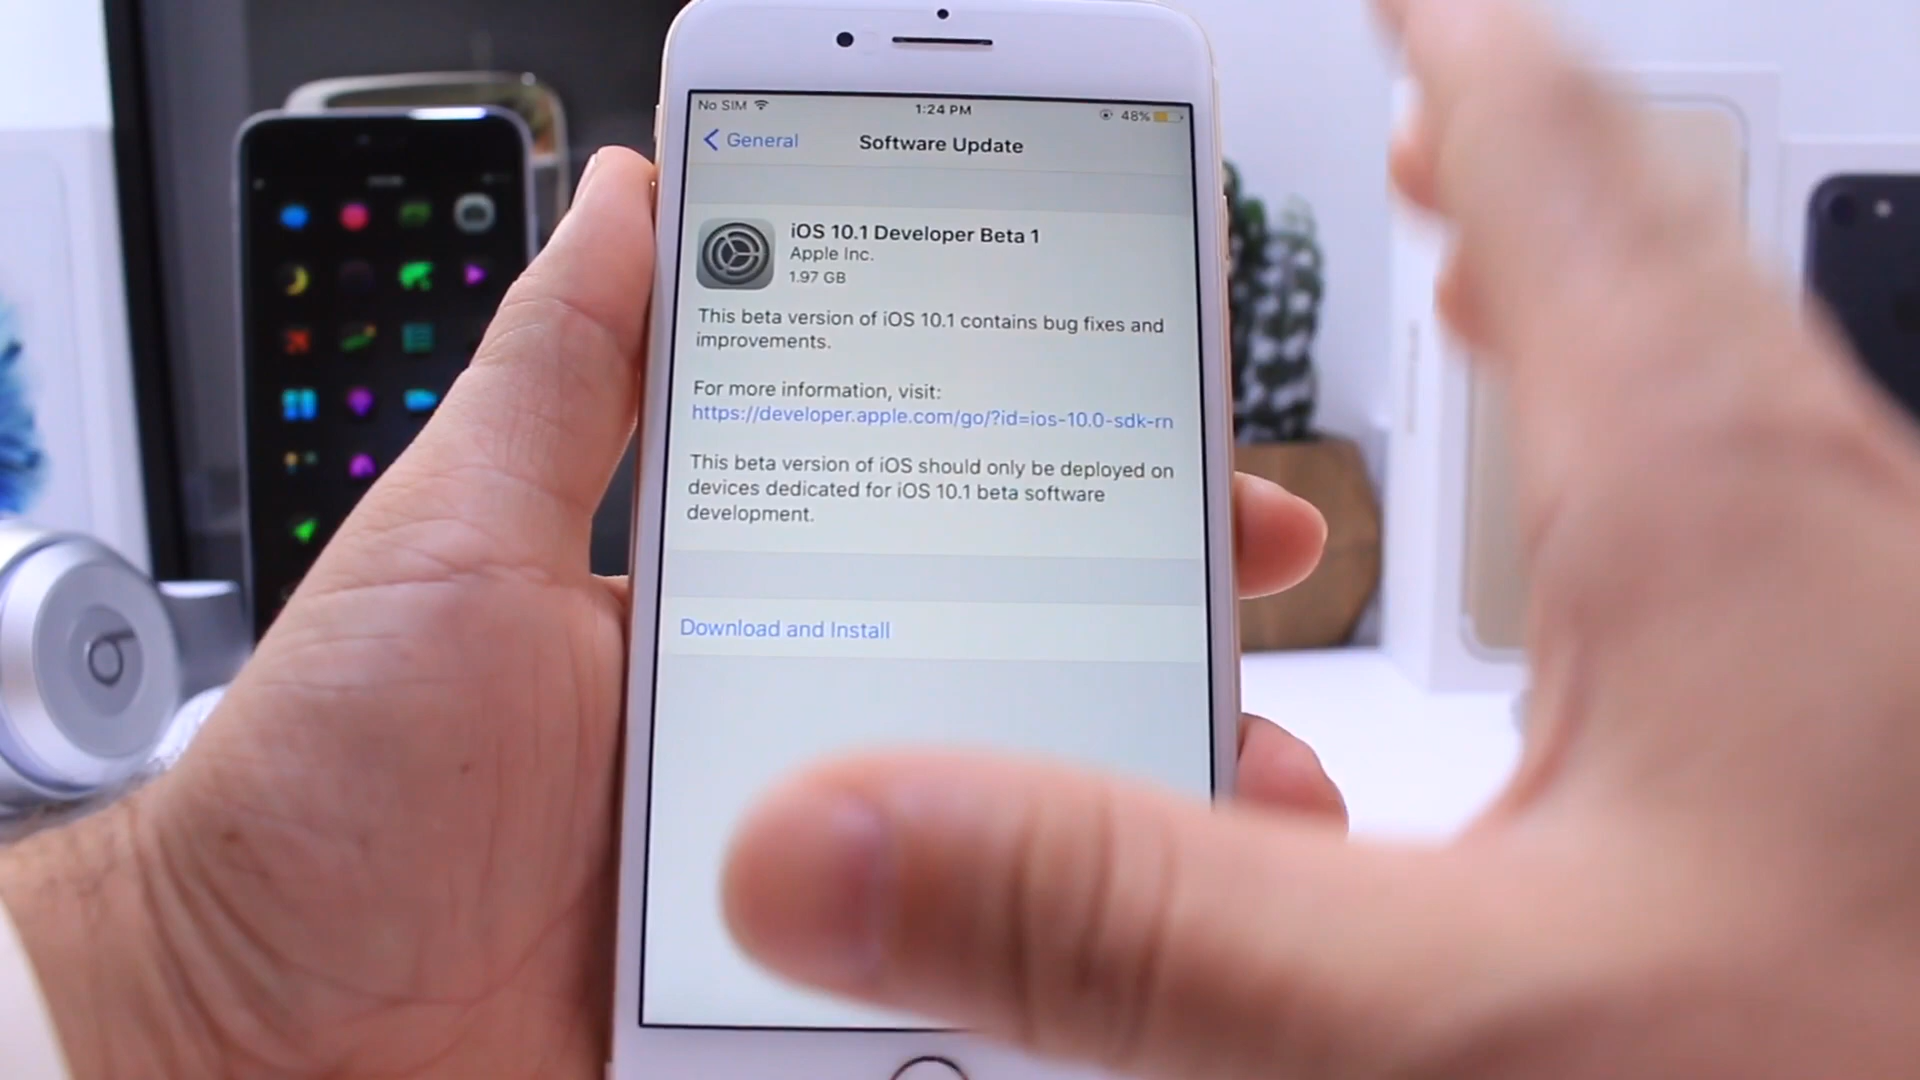 No SIM 1:24 PM 48%
General Software Update
iOS 10.1 Developer Beta 1
Apple Inc.
1.97 GB
This beta version of iOS 10.1 contains bug fixes and
improvements.
For more information, visit:
https://developer.apple.com/go/?id=ios-10.0-sdk-rn
This beta version of iOS should only be deployed on
devices dedicated for iOS 10.1 beta software
development.
Download and Install